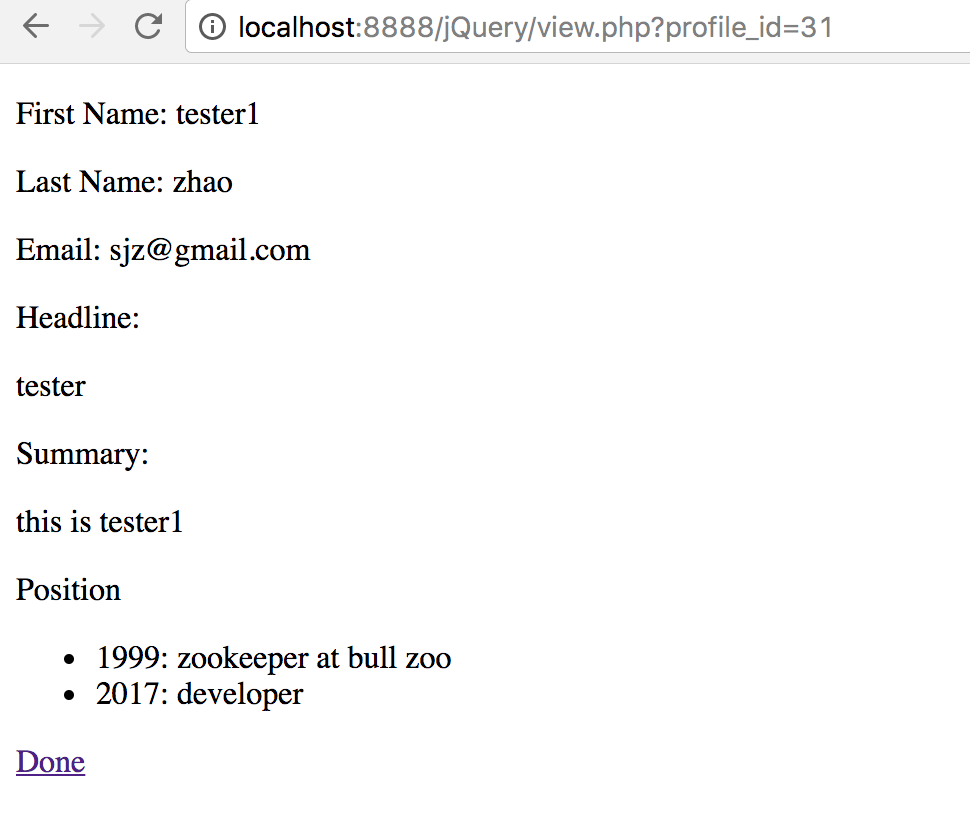 localhost:8888/jQuery/view.php?profile_id=31
First Name: tester1
Last Name: zhao
Email: sjz@gmail.com
Headline:
tester
Summary:
this is tester1
Position
• 1999: zookeeper at bull zoo
• 2017: developer
Done